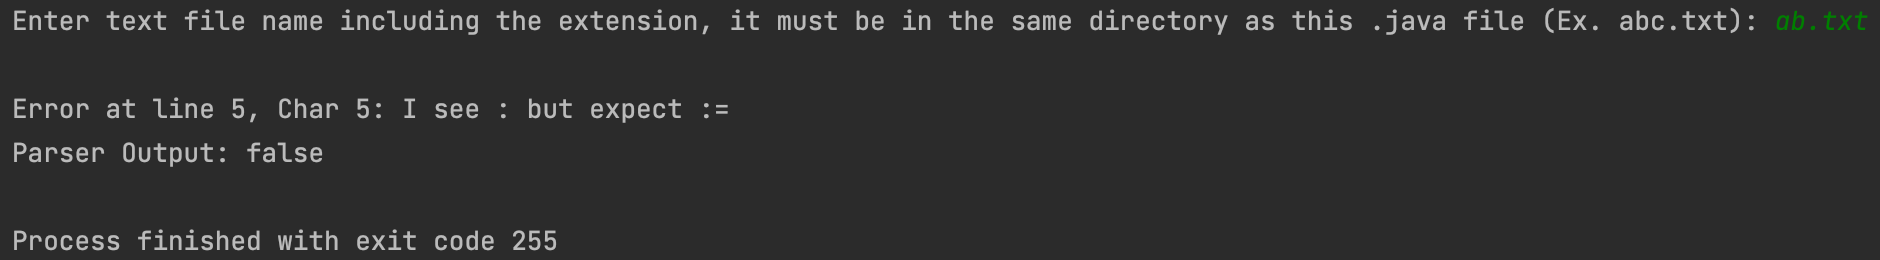 Enter text file name including the extension, it must be in the same directory as this .java file (Ex. abc.txt): ab.txt
Error at line 5, Char 5: I see : but expect :=
Parser Output: false
Process finished with exit code 255